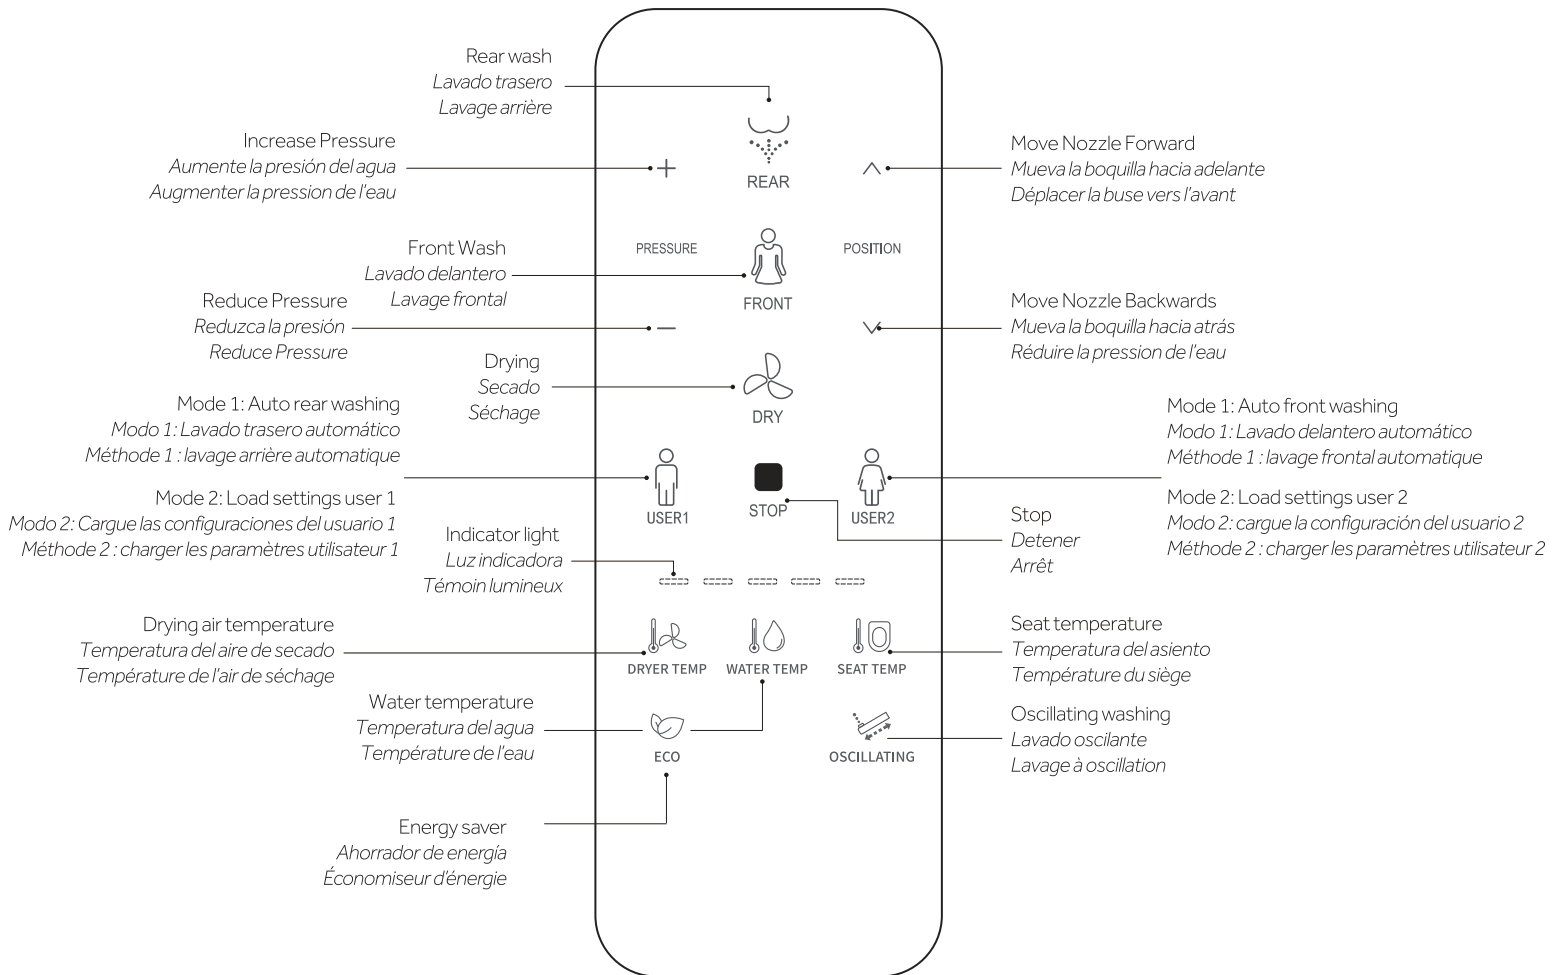 Rear wash
Lavado trasero
Lavage arrière
Increase Pressure
Aumente la presión del agua
Augmenter la pression de l'eau
REAR
Move Nozzle Forward
Mueva la boquilla hacia adelante
Déplacer la buse vers l'avant
Front Wash
Lavado delantero
Lavage frontal
PRESSURE
POSITION
FRONT
Reduce Pressure
Reduzca la presión
Reduce Pressure
Move Nozzle Backwards
Mueva la boquilla hacia atrás
Réduire la pression de l'eau
Drying
Secado
Séchage
DRY
Mode 1: Auto rear washing
Modo 1: Lavado trasero automático
Méthode 1 : lavage arrière automatique
Mode 2: Load settings user 1
Modo 2: Cargue las configuraciones del usuario 1
Méthode 2 : charger les paramètres utilisateur 1
USER1
STOP
USER2
Mode 1: Auto front washing
Modo 1: Lavado delantero automático
Méthode 1 : lavage frontal automatique
Mode 2: Load settings user 2
Modo 2: cargue la configuración del usuario 2
Méthode 2 : charger les paramètres utilisateur 2
Stop
Detener
Arrêt
Indicator light
Luz indicadora
Témoin lumineux
Drying air temperature
Temperatura del aire de secado
Température de l'air de séchage
DRYER TEMP
WATER TEMP
SEAT TEMP
Seat temperature
Temperatura del asiento
Température du siège
Water temperature
Temperatura del agua
Température de l'eau
ECO
OSCILLATING
Oscillating washing
Lavado oscilante
Lavage à oscillation
Energy saver
Ahorrador de energía
Économiseur d'énergie